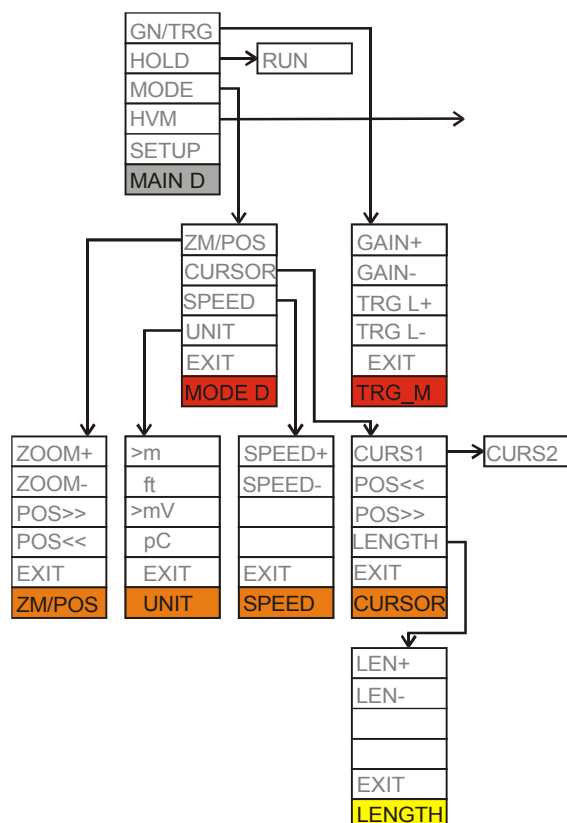 GN/TRG
HOLD
RUN
MODE
HVM
SETUP
MAIN D
ZM/POS
CURSOR
SPEED
UNIT
EXIT
MODE D
GAIN+
GAIN-
TRG L+
TRG L-
EXIT
TRG_M
ZOOM+
ZOOM-
POS>>
POS<<
EXIT
ZM/POS
>m
ft
>mV
pC
EXIT
UNIT
SPEED+
SPEED-
EXIT
SPEED
CURS1
POS<<
POS>>
LENGTH
EXIT
CURSOR
CURS2
LEN+
LEN-
EXIT
LENGTH